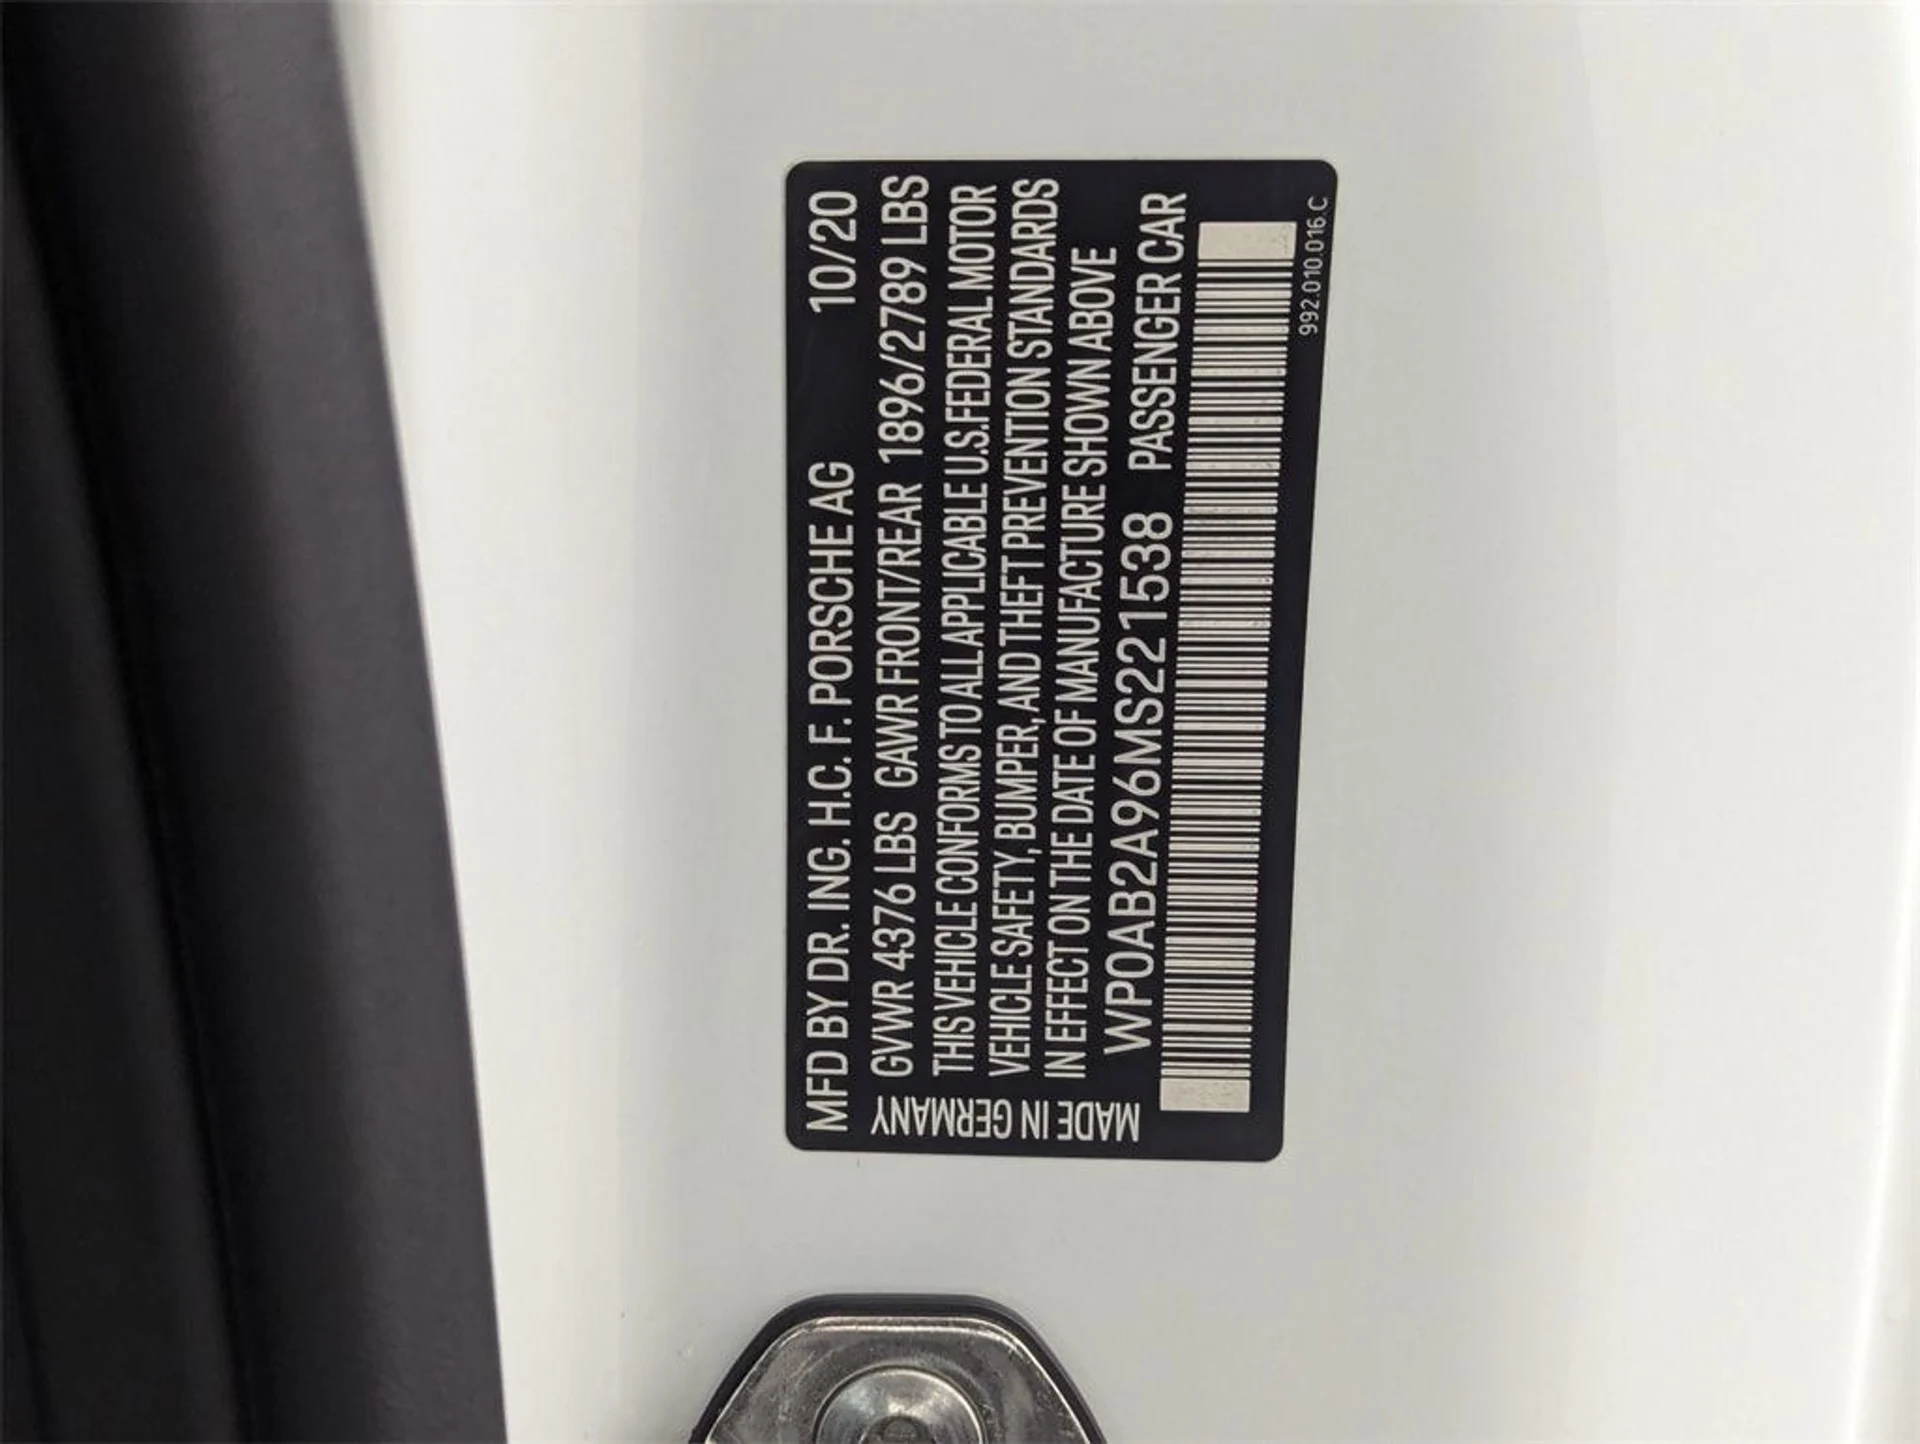 MFD BY DR. ING. H.C. F. PORSCHE AG 10/20
GVWR 4376 LBS GAWR FRONT/REAR 1896/2789 LBS
THIS VEHICLE CONFORMS TO ALL APPLICABLE U.S. FEDERAL MOTOR
VEHICLE SAFETY, BUMPER, AND THEFT PREVENTION STANDARDS
IN EFFECT ON THE DATE OF MANUFACTURE SHOWN ABOVE
WP0AB2A96MS221538 PASSENGER CAR
MADE IN GERMANY
992.010.016.C